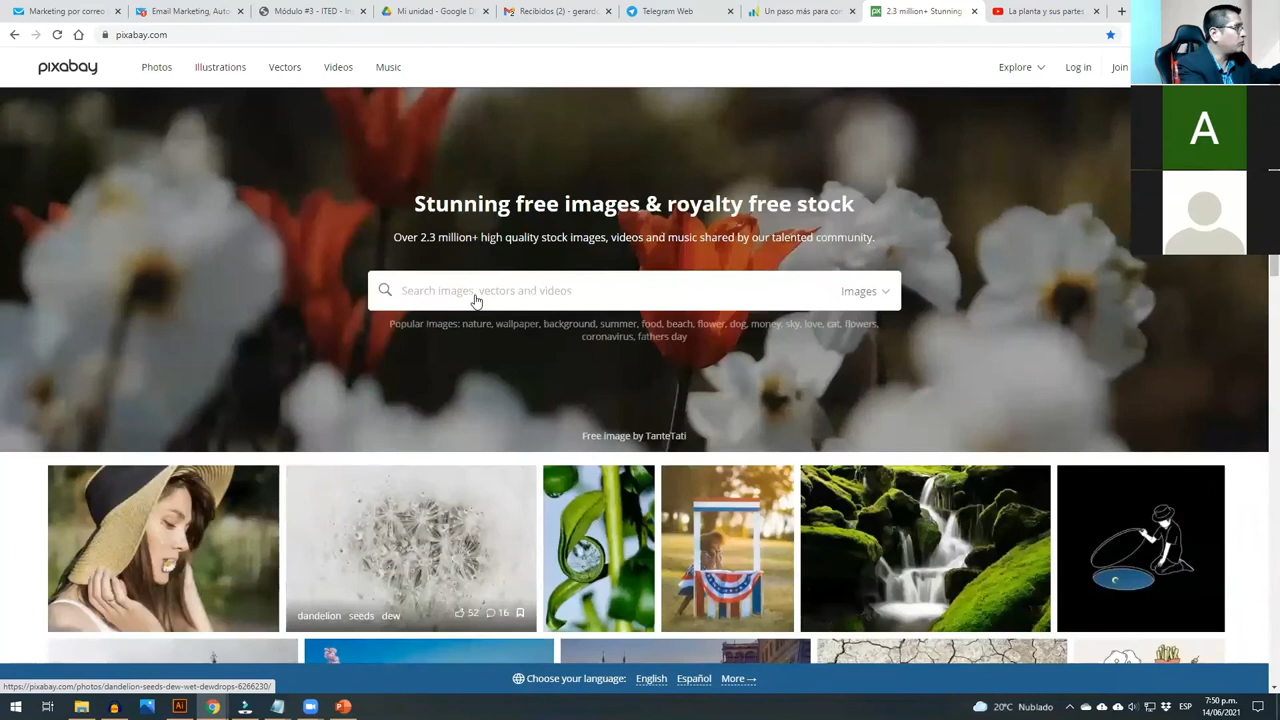 Marketing por correo
Email Marketing, Auto
Módulo #3 - ITED - In
Mi unidad - Google D
Recibidos (2) - gerard
Telegram Web
Un paso más para con
2.3 million+ Stunning
La planta y sus partes
pixabay.com
pixabay
Photos
Illustrations
Vectors
Videos
Music
Explore
Log in
Join
A
Stunning free images & royalty free stock
Over 2.3 million+ high quality stock images, videos and music shared by our talented community.
Search images, vectors and videos
Images
Popular Images: nature, wallpaper, background, summer, food, beach, flower, dog, money, sky, love, cat, flowers,
coronavirus, fathers day
Free image by TanteTati
dandelion seeds dew
52
16
Choose your language:
English
Español
More →
https://pixabay.com/photos/dandelion-seeds-dew-wet-dewdrops-6266230/
20°C Nublado
ESP
7:50 p. m.
14/06/2021